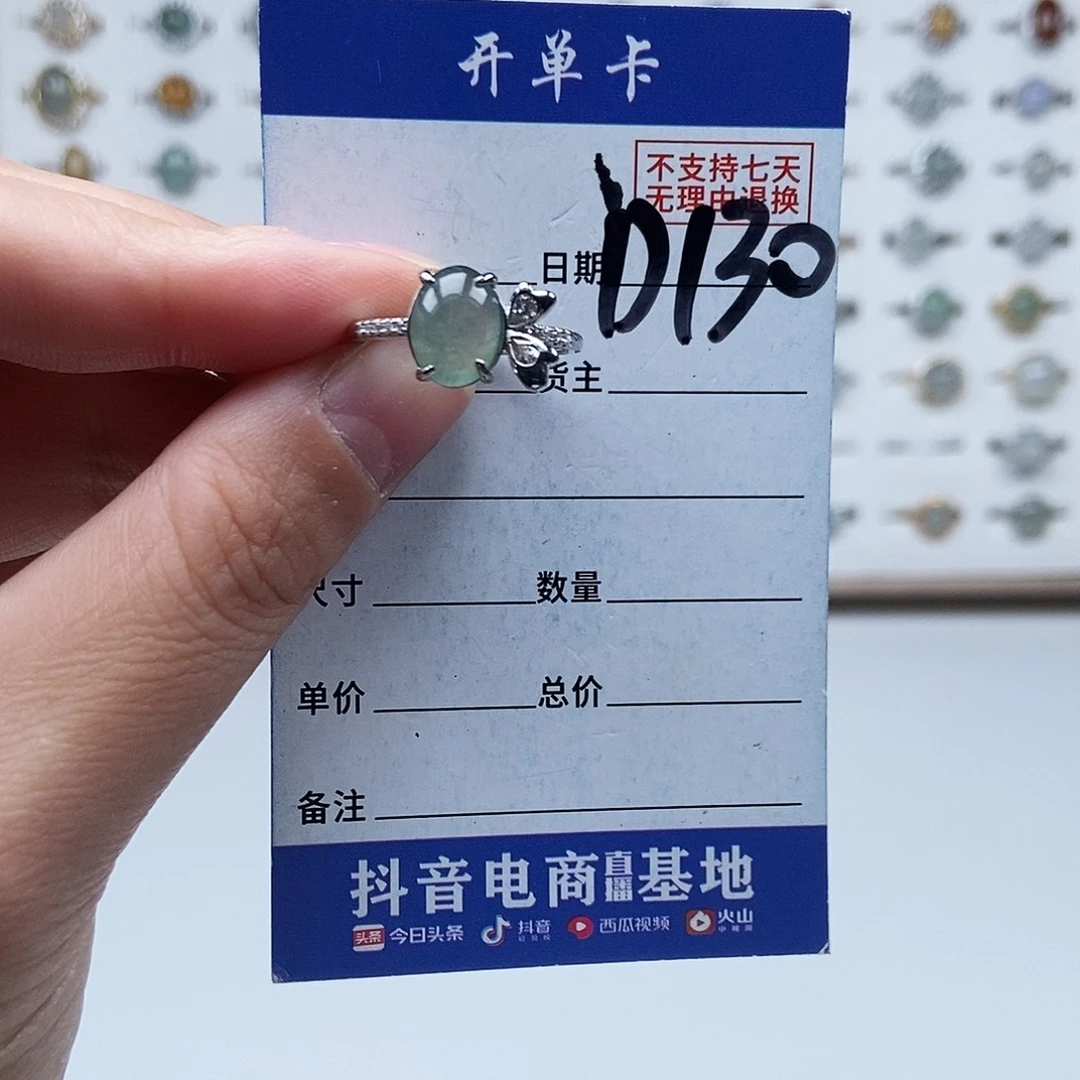 开单卡
不支持七天
无理由退换
日期
D130
货主
尺寸 数量
单价 总价
备注
抖音电商直播基地
头条 今日头条 抖音 西瓜视频 火山